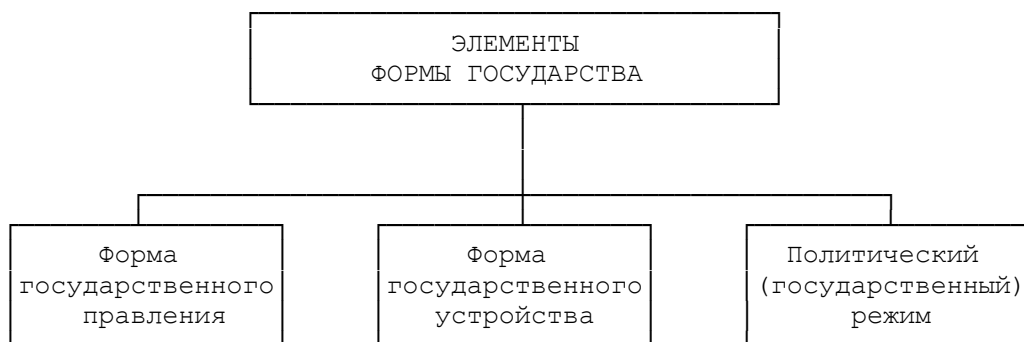 ЭЛЕМЕНТЫ
ФОРМЫ ГОСУДАРСТВА
Форма
государственного
правления
Форма
государственного
устройства
Политический
(государственный)
режим